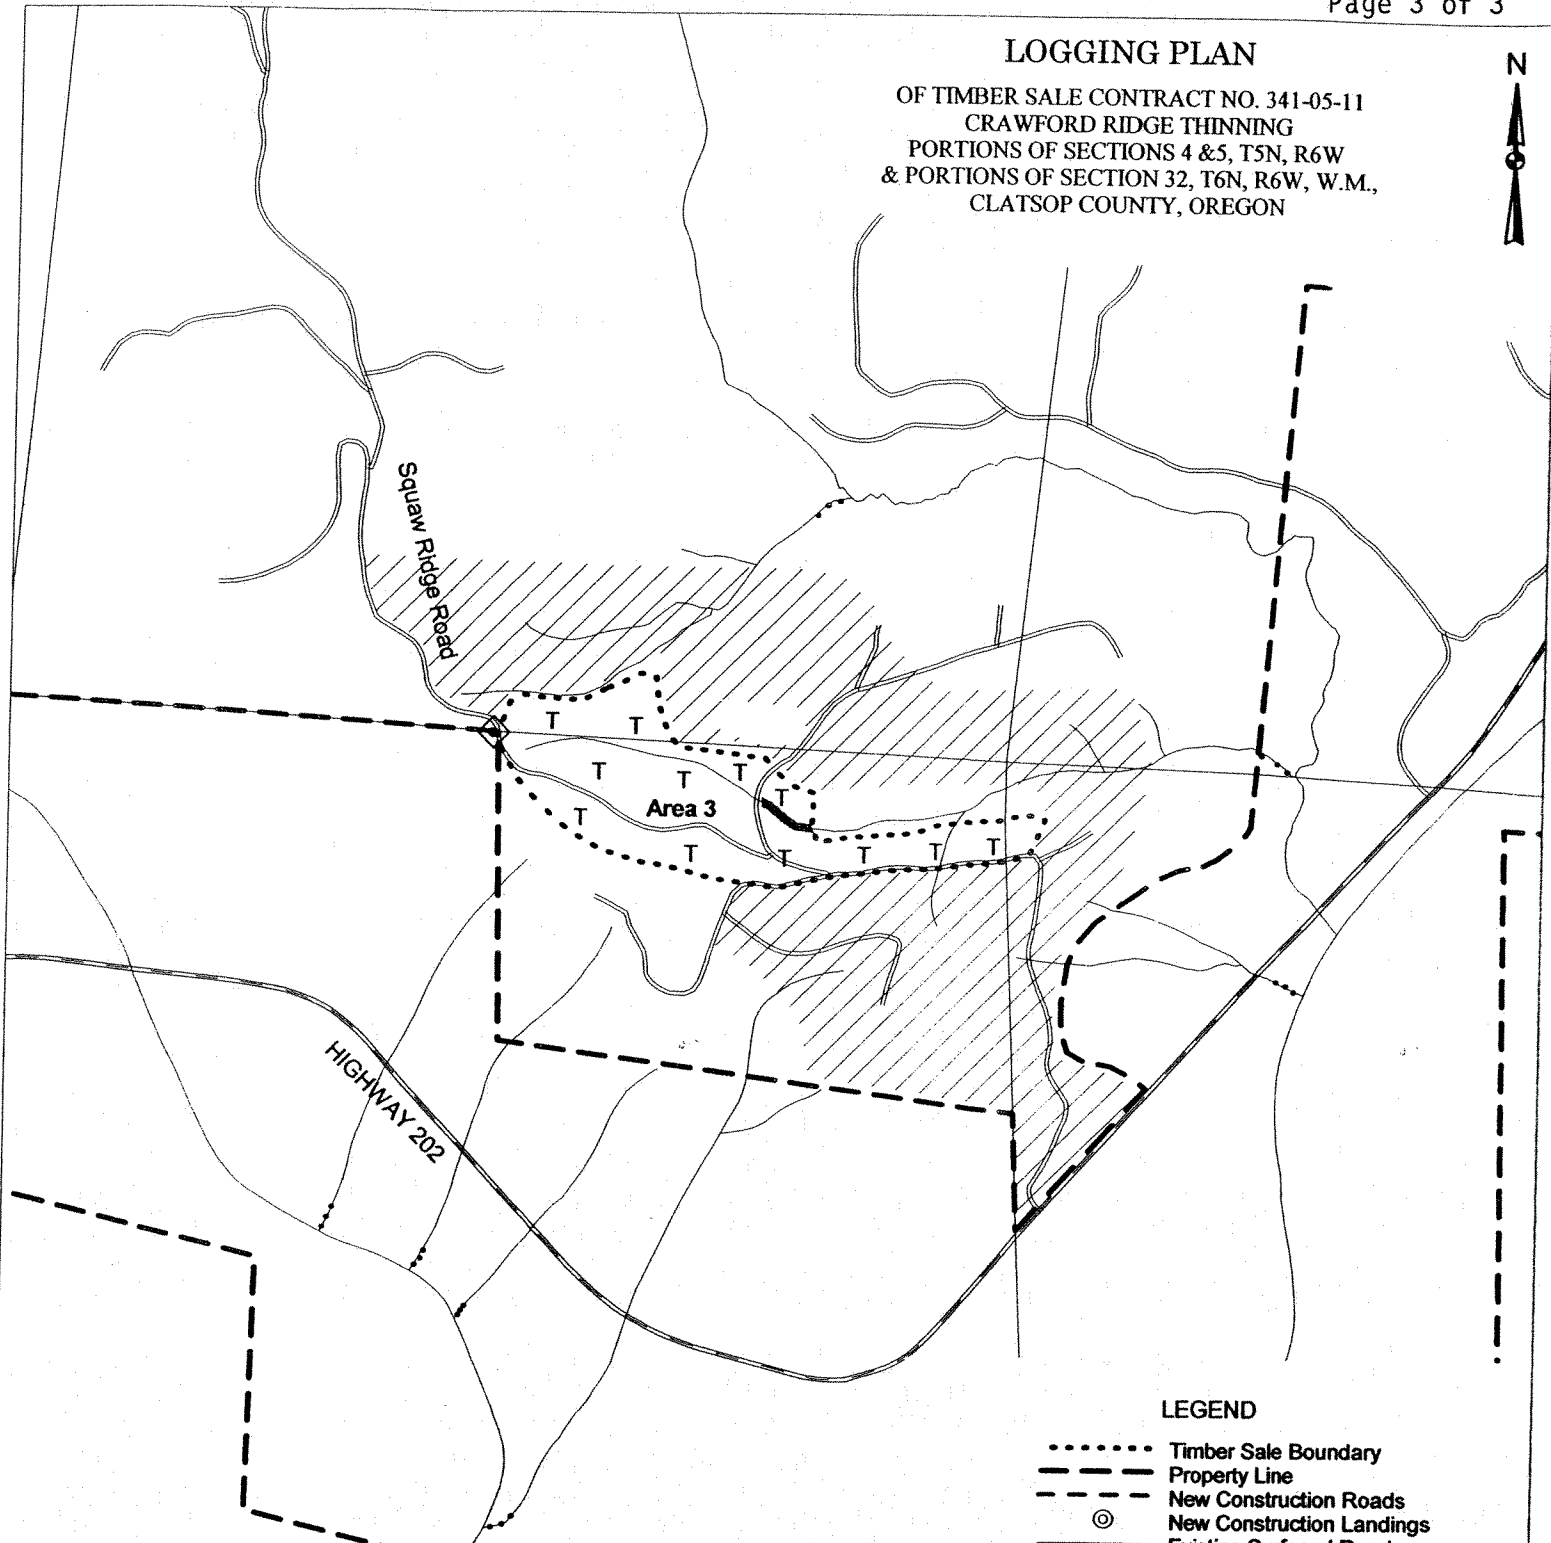 Page 3 of 3
LOGGING PLAN
N
OF TIMBER SALE CONTRACT NO. 341-05-11
CRAWFORD RIDGE THINNING
PORTIONS OF SECTIONS 4 &5, T5N, R6W
& PORTIONS OF SECTION 32, T6N, R6W, W.M.,
CLATSOP COUNTY, OREGON
Squaw Ridge Road
T
T
T
T
T
T
Area 3
T
T
T
T
T
T
HIGHWAY 202
LEGEND
Timber Sale Boundary
Property Line
New Construction Roads
New Construction Landings